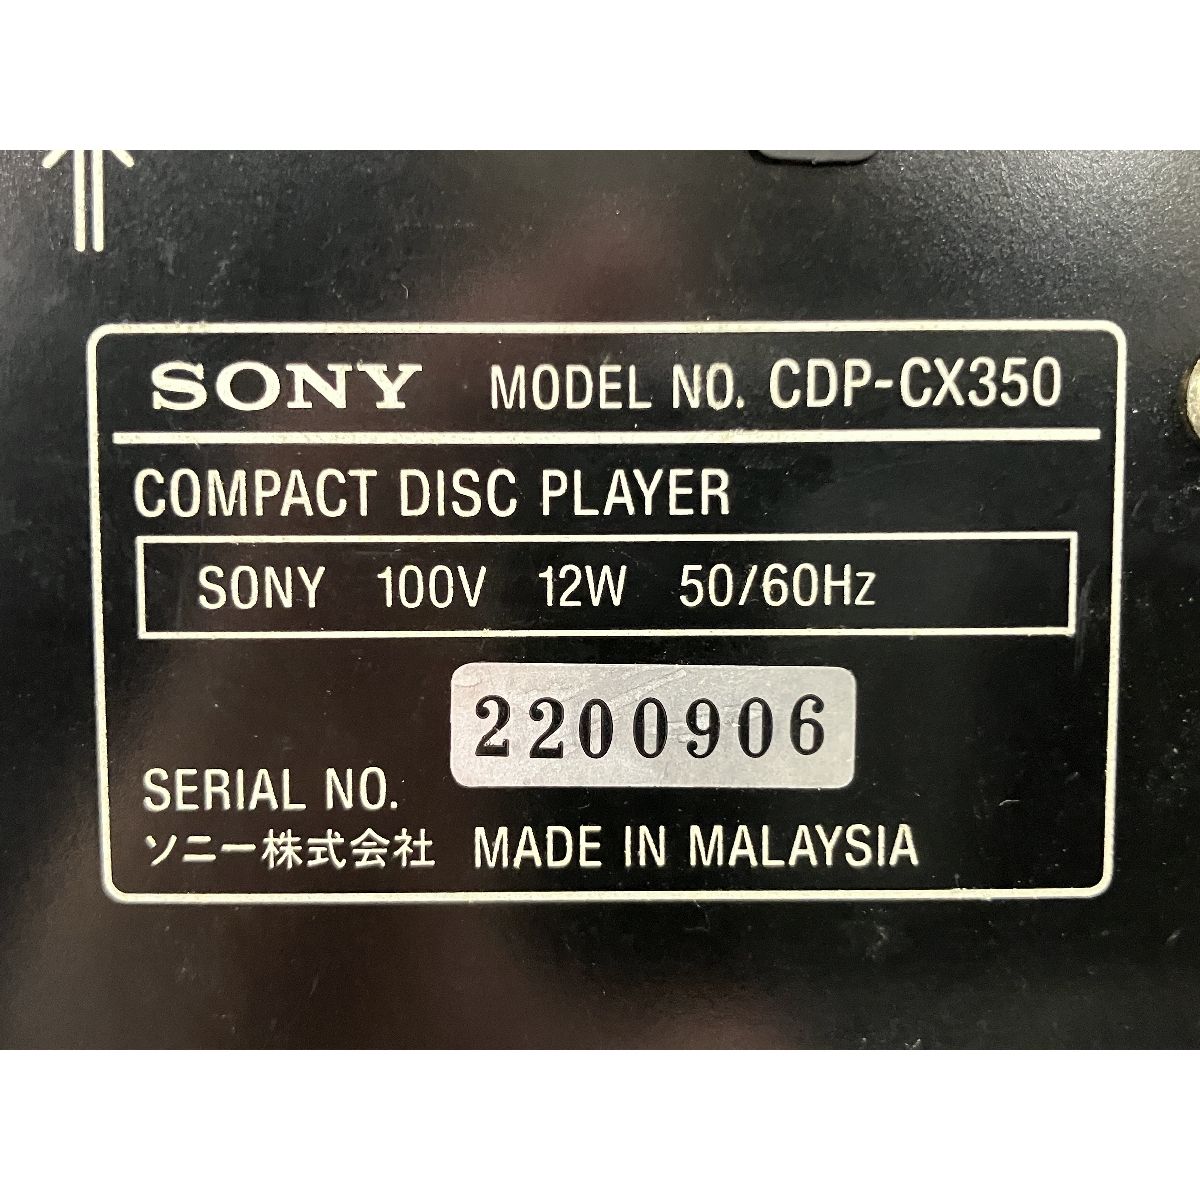 SONY MODEL NO. CDP-CX350
COMPACT DISC PLAYER
SONY 100V 12W 50/60Hz
2200906
SERIAL NO.
ソニー株式会社 MADE IN MALAYSIA